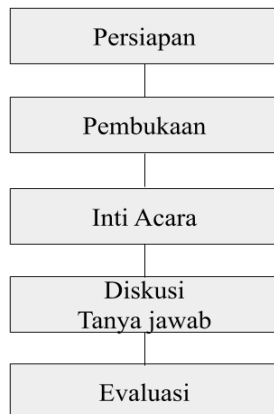 Persiapan
Pembukaan
Inti Acara
Diskusi
Tanya jawab
Evaluasi